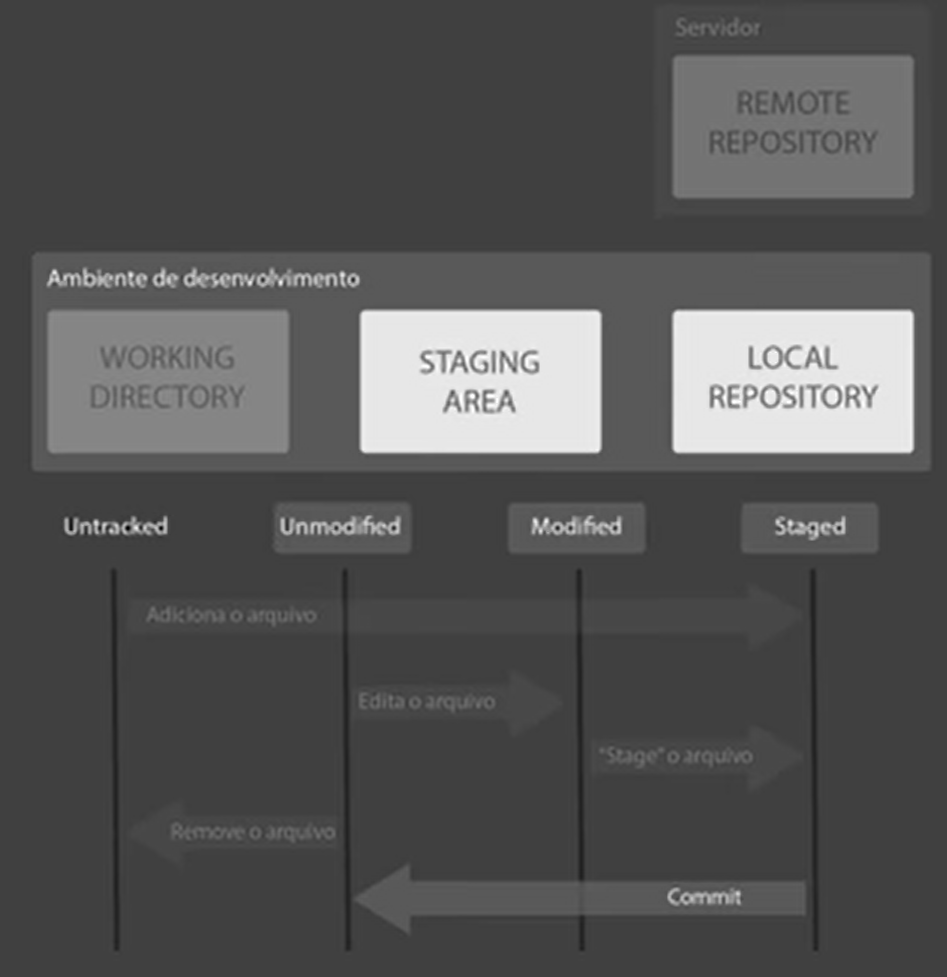 Servidor
REMOTE
REPOSITORY
Ambiente de desenvolvimento
WORKING
DIRECTORY
STAGING
AREA
LOCAL
REPOSITORY
Untracked
Unmodified
Modified
Staged
Adiciona o arquivo
Edita o arquivo
"Stage" o arquivo
Remove o arquivo
Commit